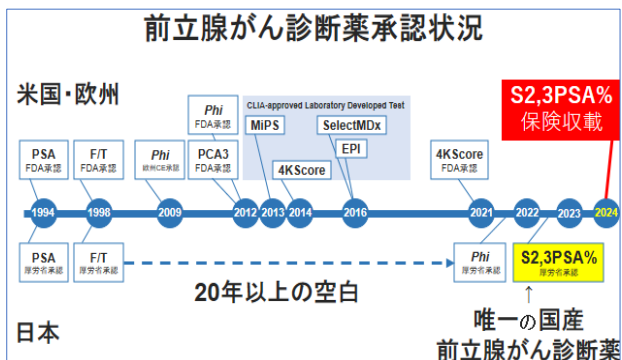 前立腺がん診断薬承認状況
米国・欧州
CLIA-approved Laboratory Developed Test
S2,3PSA%
保険収載
Phi
FDA承認
MiPS
SelectMDx
EPI
PSA
FDA承認
F/T
FDA承認
Phi
欧州CE承認
PCA3
FDA承認
4KScore
4KScore
FDA承認
1994
1998
2009
2012
2013
2014
2016
2021
2022
2023
2024
PSA
厚労省承認
F/T
厚労省承認
Phi
厚労省承認
S2,3PSA%
厚労省承認
20年以上の空白
↑
唯一の国産
前立腺がん診断薬
日本